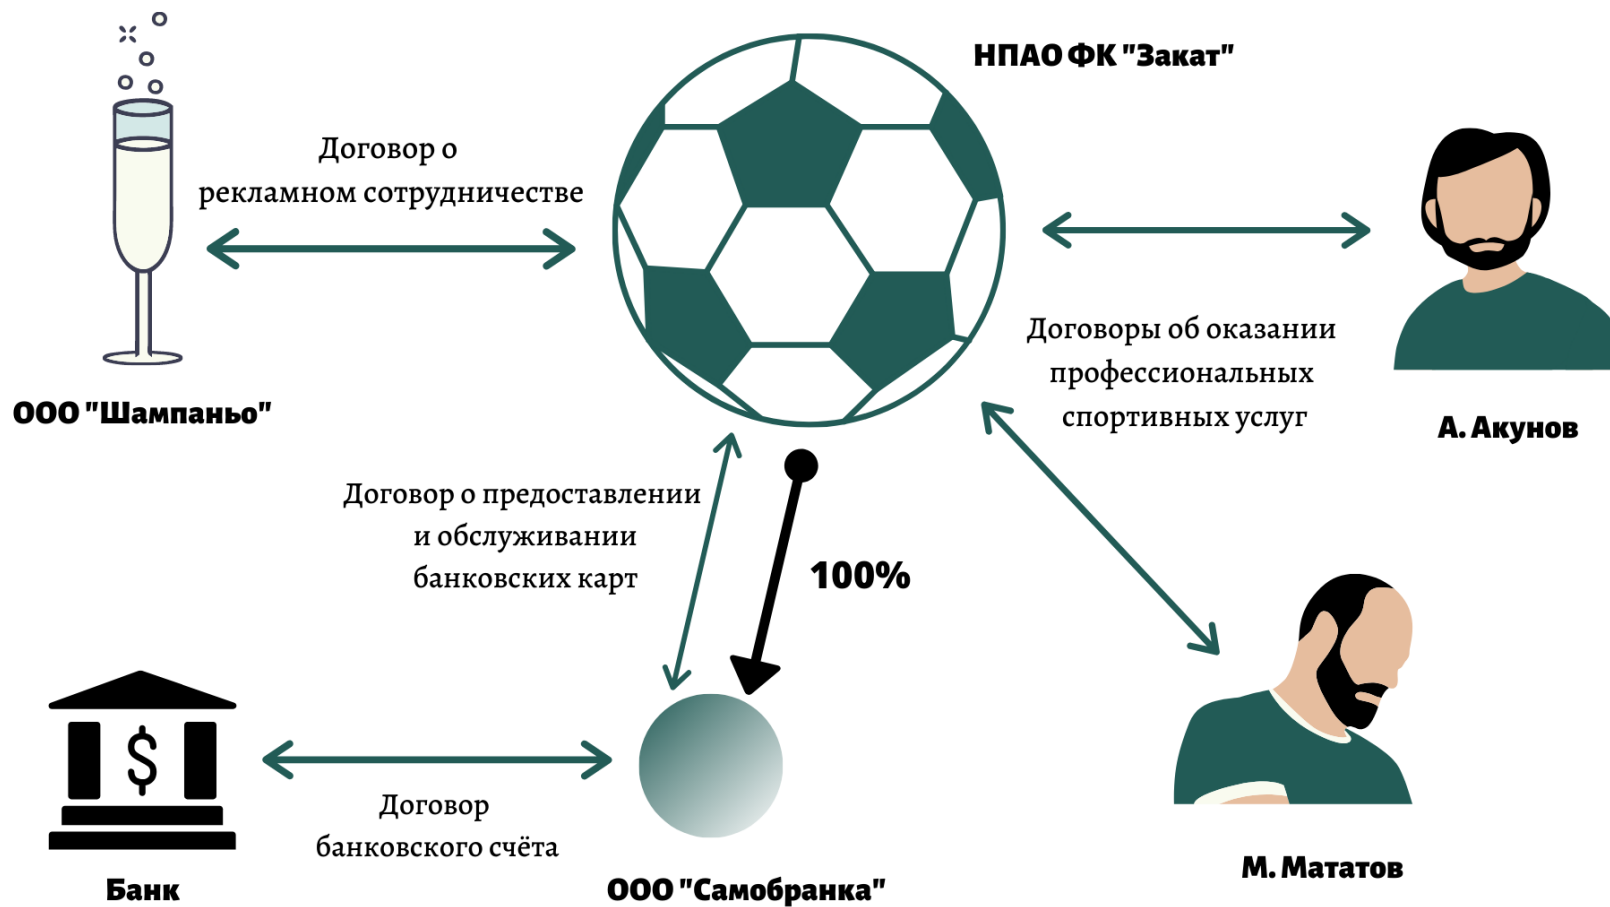 НПАО ФК "Закат"
Договор о
рекламном сотрудничестве
ООО "Шампаньо"
Договоры об оказании
профессиональных
спортивных услуг
А. Акунов
Договор о предоставлении
и обслуживании
банковских карт
100%
$
Договор
банковского счёта
Банк
ООО "Самобранка"
М. Мататов